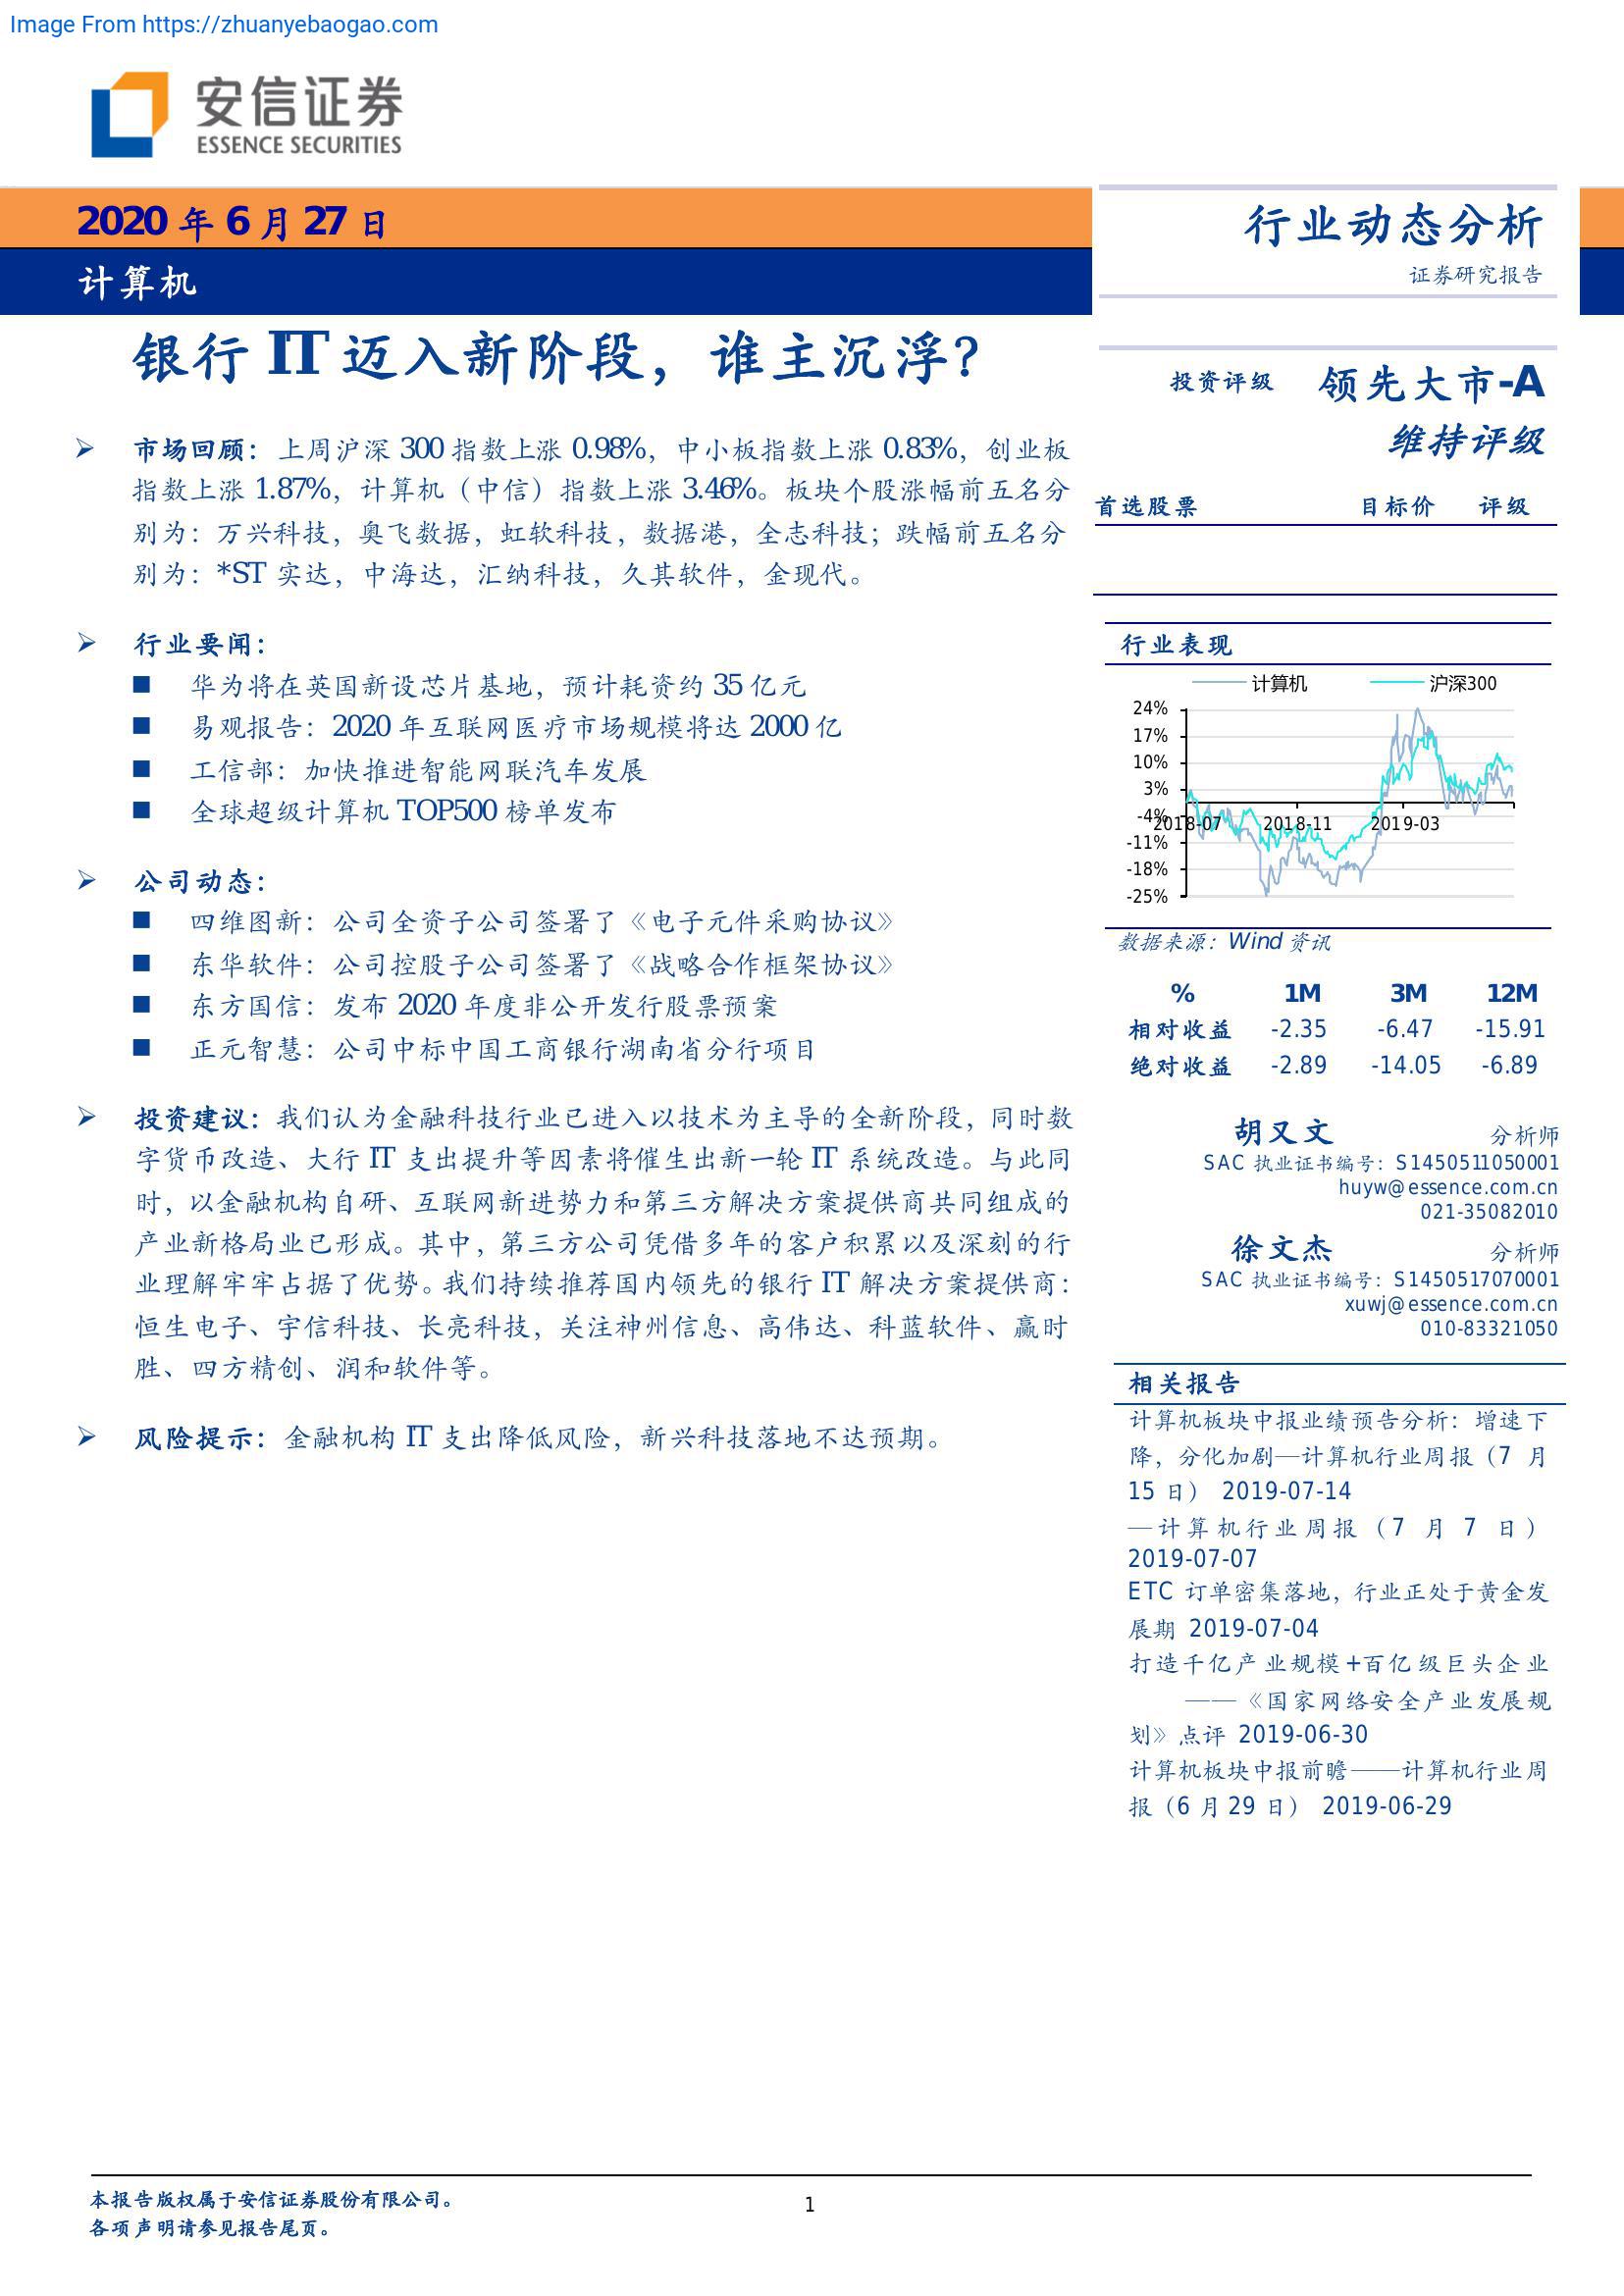 Image From https://zhuanyebaogao.com
安信证券
ESSENCE SECURITIES
2020 年 6 月 27 日
计算机
行业动态分析
证券研究报告
银行 IT 迈入新阶段，谁主沉浮？
市场回顾：上周沪深 300 指数上涨 0.98%，中小板指数上涨 0.83%，创业板
指数上涨 1.87%，计算机（中信）指数上涨 3.46%。板块个股涨幅前五名分
别为：万兴科技，奥飞数据，虹软科技，数据港，全志科技；跌幅前五名分
别为：*ST 实达，中海达，汇纳科技，久其软件，金现代。
行业要闻：
华为将在英国新设芯片基地，预计耗资约 35 亿元
易观报告：2020 年互联网医疗市场规模将达 2000 亿
工信部：加快推进智能网联汽车发展
全球超级计算机 TOP500 榜单发布
公司动态：
四维图新：公司全资子公司签署了《电子元件采购协议》
东华软件：公司控股子公司签署了《战略合作框架协议》
东方国信：发布 2020 年度非公开发行股票预案
正元智慧：公司中标中国工商银行湖南省分行项目
投资建议：我们认为金融科技行业已进入以技术为主导的全新阶段，同时数
字货币改造、大行 IT 支出提升等因素将催生出新一轮 IT 系统改造。与此同
时，以金融机构自研、互联网新进势力和第三方解决方案提供商共同组成的
产业新格局业已形成。其中，第三方公司凭借多年的客户积累以及深刻的行
业理解牢牢占据了优势。我们持续推荐国内领先的银行 IT 解决方案提供商：
恒生电子、宇信科技、长亮科技，关注神州信息、高伟达、科蓝软件、赢时
胜、四方精创、润和软件等。
风险提示：金融机构 IT 支出降低风险，新兴科技落地不达预期。
投资评级 领先大市-A
维持评级
首选股票 目标价 评级
行业表现
计算机 沪深300
24%
17%
10%
3%
-4%
2018-07 2018-11 2019-03
-11%
-18%
-25%
数据来源：Wind 资讯
% 1M 3M 12M
相对收益 -2.35 -6.47 -15.91
绝对收益 -2.89 -14.05 -6.89
胡又文 分析师
SAC 执业证书编号：S1450511050001
huyw@essence.com.cn
021-35082010
徐文杰 分析师
SAC 执业证书编号：S1450517070001
xuwj@essence.com.cn
010-83321050
相关报告
计算机板块中报业绩预告分析：增速下
降，分化加剧—计算机行业周报（7 月
15 日） 2019-07-14
—计算机行业周报（7 月 7 日）
2019-07-07
ETC 订单密集落地，行业正处于黄金发
展期 2019-07-04
打造千亿产业规模+百亿级巨头企业
——《国家网络安全产业发展规
划》点评 2019-06-30
计算机板块中报前瞻——计算机行业周
报（6 月 29 日） 2019-06-29
本报告版权属于安信证券股份有限公司。
各项声明请参见报告尾页。
1